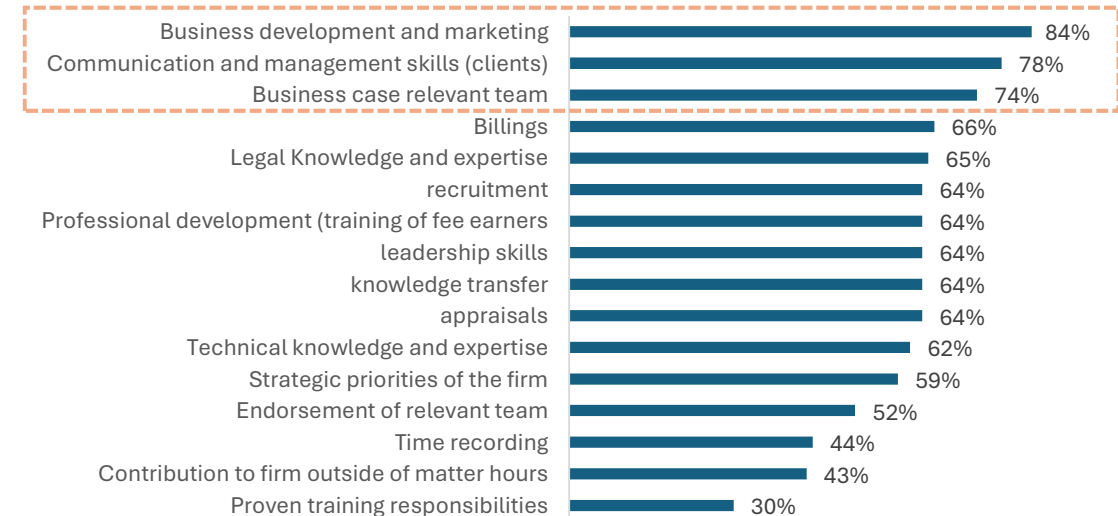 Business development and marketing 84%
Communication and management skills (clients) 78%
Business case relevant team 74%
Billings 66%
Legal Knowledge and expertise 65%
recruitment 64%
Professional development (training of fee earners 64%
leadership skills 64%
knowledge transfer 64%
appraisals 64%
Technical knowledge and expertise 62%
Strategic priorities of the firm 59%
Endorsement of relevant team 52%
Time recording 44%
Contribution to firm outside of matter hours 43%
Proven training responsibilities 30%